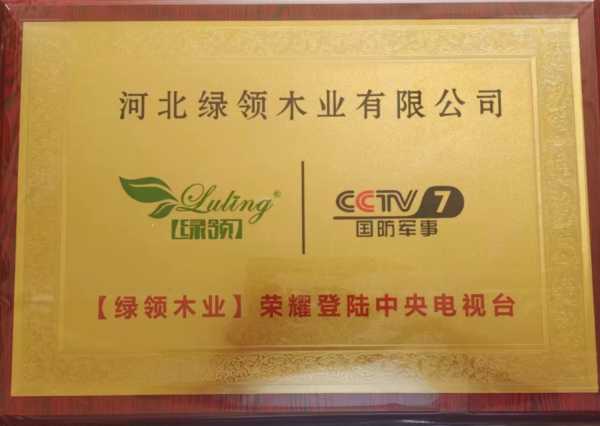 河北绿领木业有限公司
Luling®
【绿领】
CCTV 7
国防军事
【绿领木业】荣耀登陆中央电视台